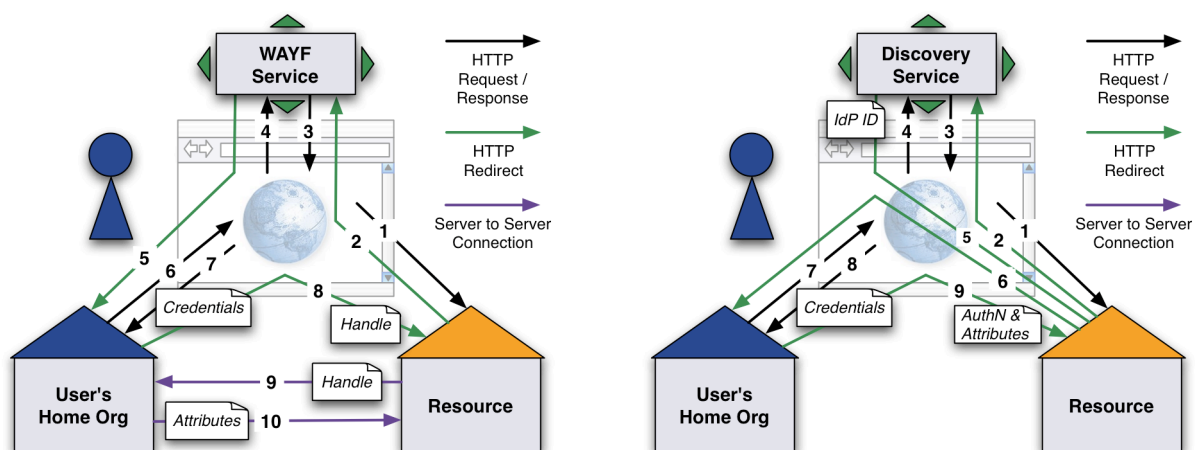 WAYF
Service
HTTP
Request /
Response
4
3
HTTP
Redirect
Server to Server
Connection
1
2
5
6
7
8
Credentials
Handle
User's
Home Org
9
Handle
Resource
Attributes
10
Discovery
Service
HTTP
Request /
Response
IdP ID
4
3
HTTP
Redirect
Server to Server
Connection
1
5
2
7
8
6
9
Credentials
AuthN &
Attributes
User's
Home Org
Resource